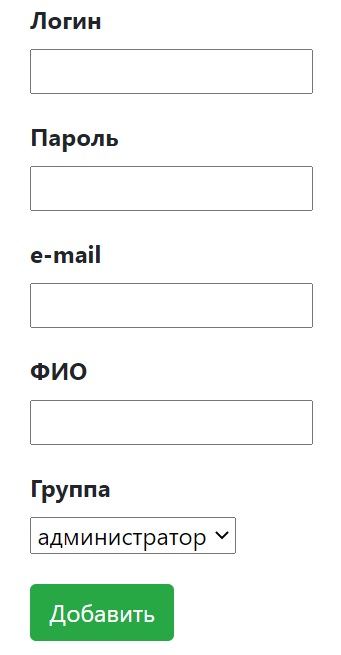 Логин
Пароль
e-mail
ФИО
Группа
администратор
Добавить